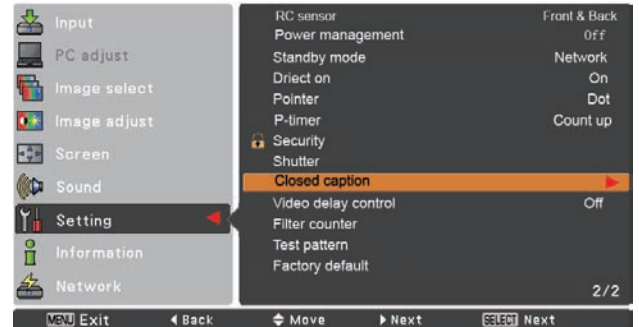 Input
PC adjust
Image select
Image adjust
Screen
Sound
Setting
Information
Network
RC sensor Front & Back
Power management Off
Standby mode Network
Driect on On
Pointer Dot
P-timer Count up
Security
Shutter
Closed caption
Video delay control Off
Filter counter
Test pattern
Factory default
2/2
MENU Exit Back Move Next SELECT Next